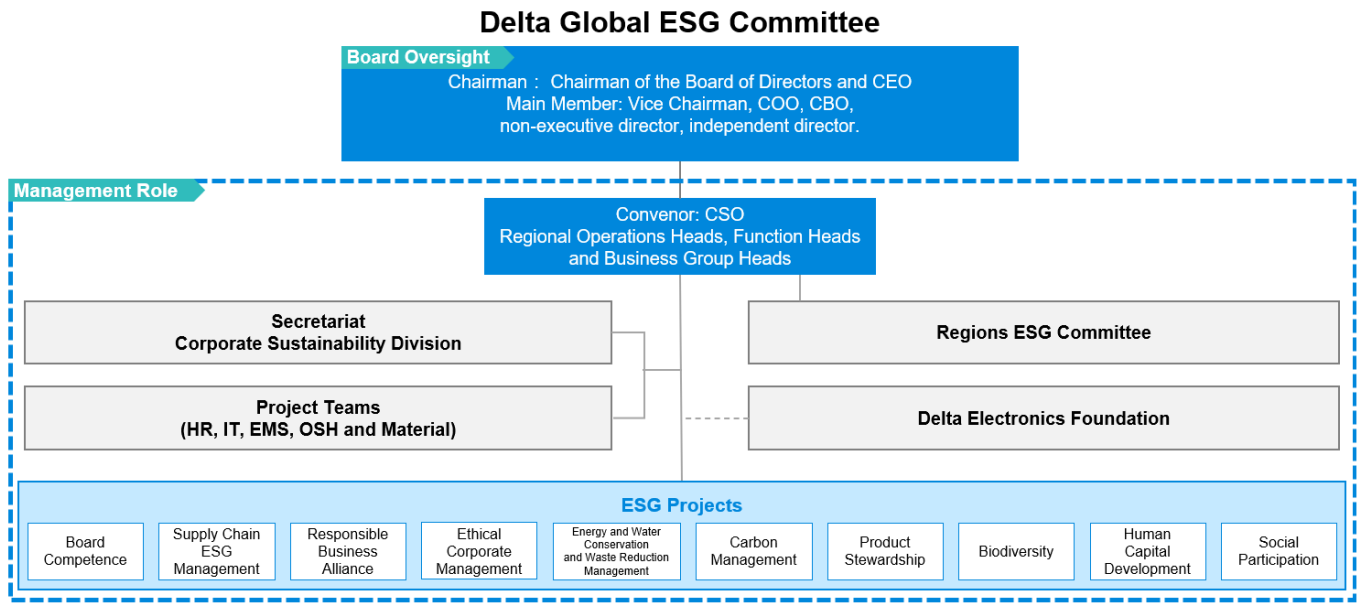 Delta Global ESG Committee
Board Oversight
Chairman： Chairman of the Board of Directors and CEO
Main Member: Vice Chairman, COO, CBO,
non-executive director, independent director.
Management Role
Convenor: CSO
Regional Operations Heads, Function Heads
and Business Group Heads
Secretariat
Corporate Sustainability Division
Regions ESG Committee
Project Teams
(HR, IT, EMS, OSH and Material)
Delta Electronics Foundation
ESG Projects
Board
Competence
Supply Chain
ESG
Management
Responsible
Business
Alliance
Ethical
Corporate
Management
Energy and Water
Conservation
and Waste Reduction
Management
Carbon
Management
Product
Stewardship
Biodiversity
Human
Capital
Development
Social
Participation